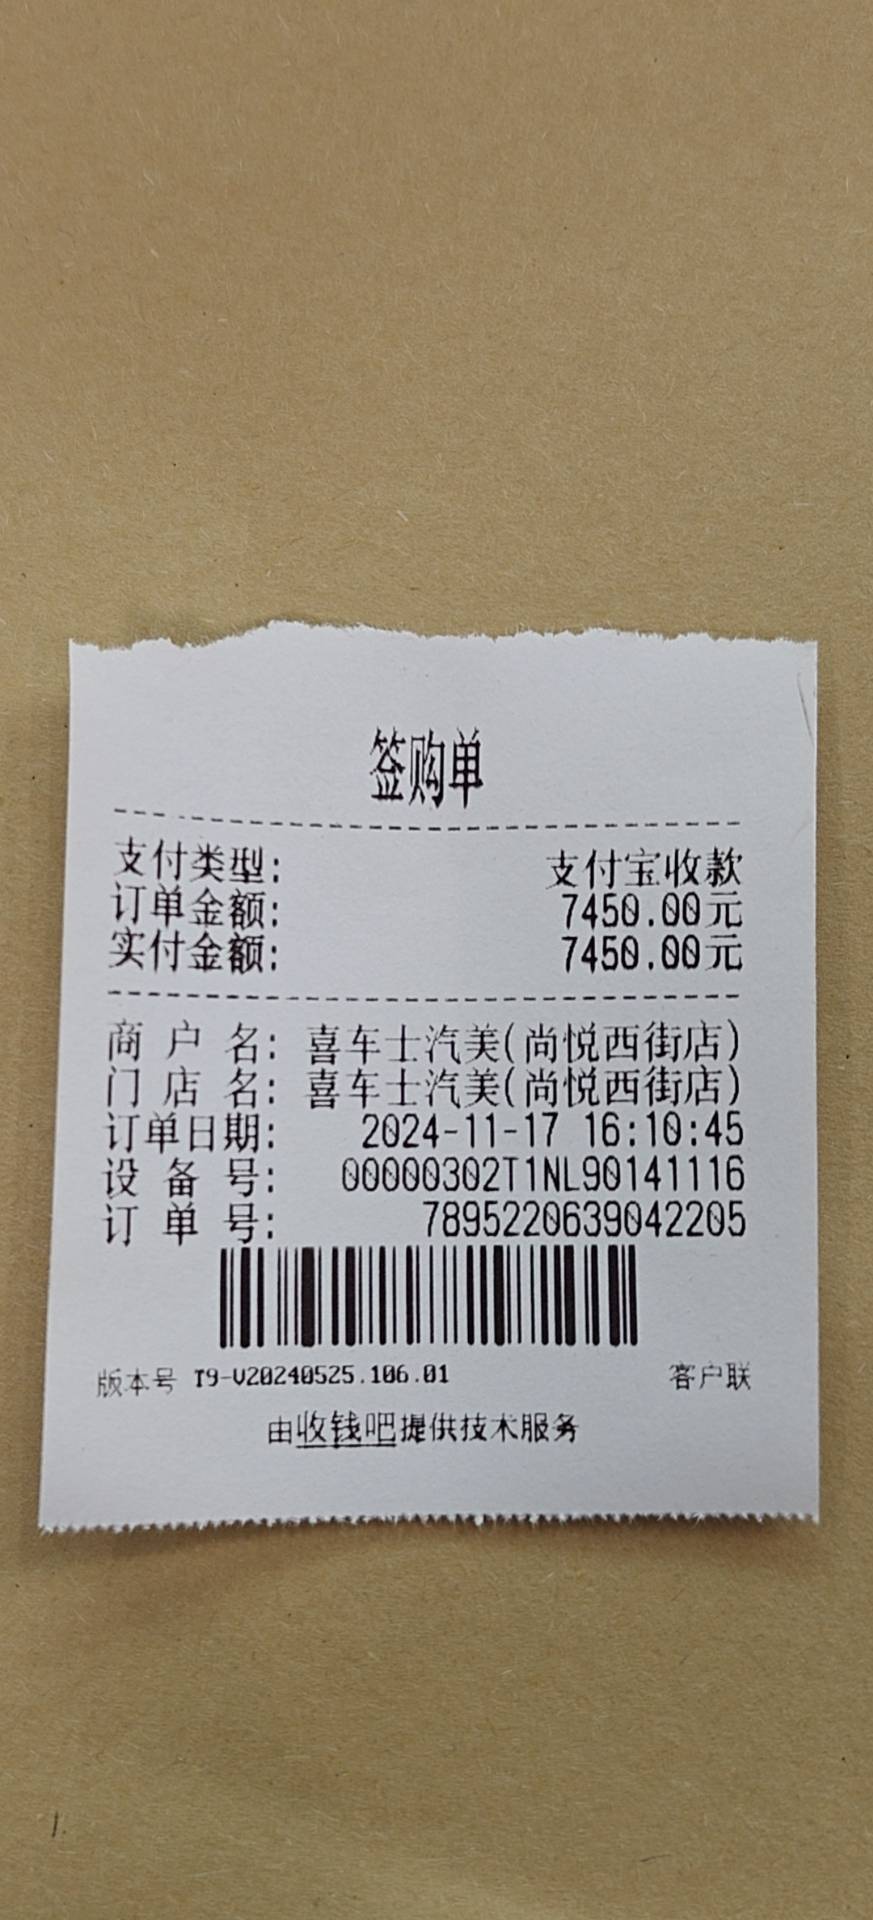 签购单
支付类型: 支付宝收款
订单金额: 7450.00元
实付金额: 7450.00元
商户名: 喜车士汽美(尚悦西街店)
门店名: 喜车士汽美(尚悦西街店)
订单日期: 2024-11-17 16:10:45
设备号: 00000302T1NL90141116
订单号: 7895220639042205
版本号 T9-V20240525.106.01 客户联
由收钱吧提供技术服务